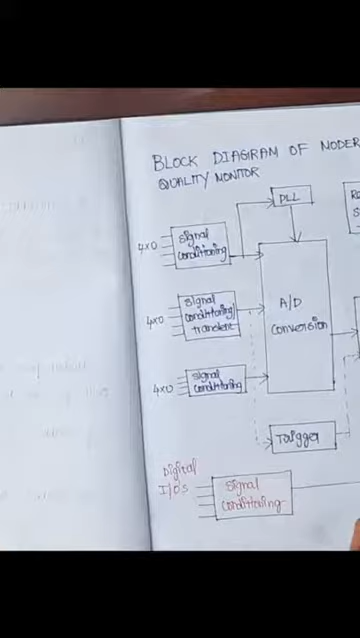 BLOCK DIAGRAM OF MODER
QUALITY MONITOR
PLL
4×0
Signal
conditioning
4×0
Signal
conditioning/
transient
A/D
conversion
4×0
Signal
conditioning
Trigger
Digital
I/OS
Signal
conditioning